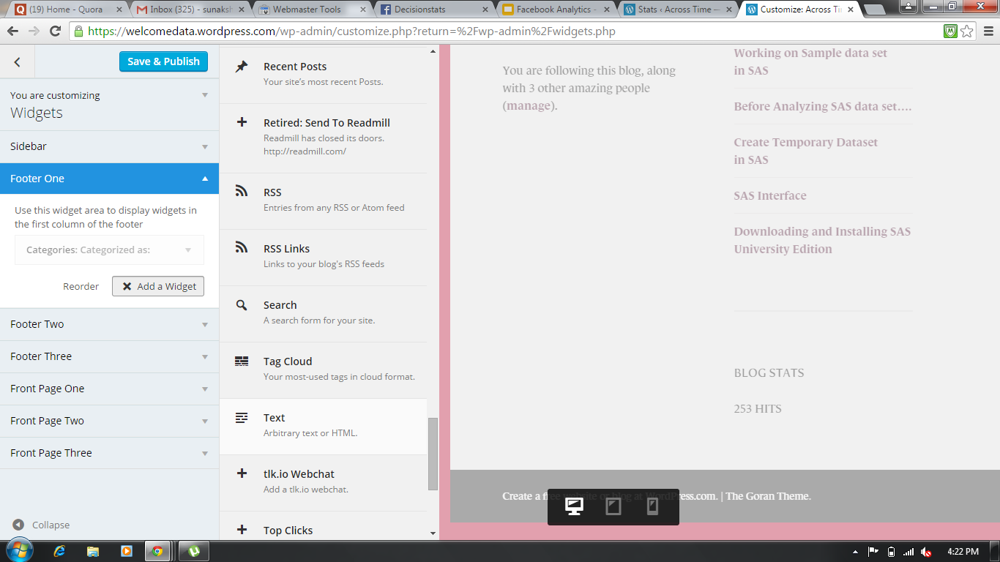 (19) Home - Quora
Inbox (325) - sunaksh
Webmaster Tools
Decisionstats
Facebook Analytics -
Stats ‹ Across Time —
Customize: Across Ti
https://welcomedata.wordpress.com/wp-admin/customize.php?return=%2Fwp-admin%2Fwidgets.php
Save & Publish
You are customizing
Widgets
Sidebar
Footer One
Use this widget area to display widgets in
the first column of the footer
Categories: Categorized as:
Reorder
Add a Widget
Footer Two
Footer Three
Front Page One
Front Page Two
Front Page Three
Collapse
Recent Posts
Your site's most recent Posts.
Retired: Send To Readmill
Readmill has closed its doors.
http://readmill.com/
RSS
Entries from any RSS or Atom feed
RSS Links
Links to your blog's RSS feeds
Search
A search form for your site.
Tag Cloud
Your most-used tags in cloud format.
Text
Arbitrary text or HTML.
tlk.io Webchat
Add a tlk.io webchat.
Top Clicks
You are following this blog, along
with 3 other amazing people
(manage).
Working on Sample data set
in SAS
Before Analyzing SAS data set….
Create Temporary Dataset
in SAS
SAS Interface
Downloading and Installing SAS
University Edition
BLOG STATS
253 HITS
Create a free website or blog at WordPress.com. | The Goran Theme.
4:22 PM